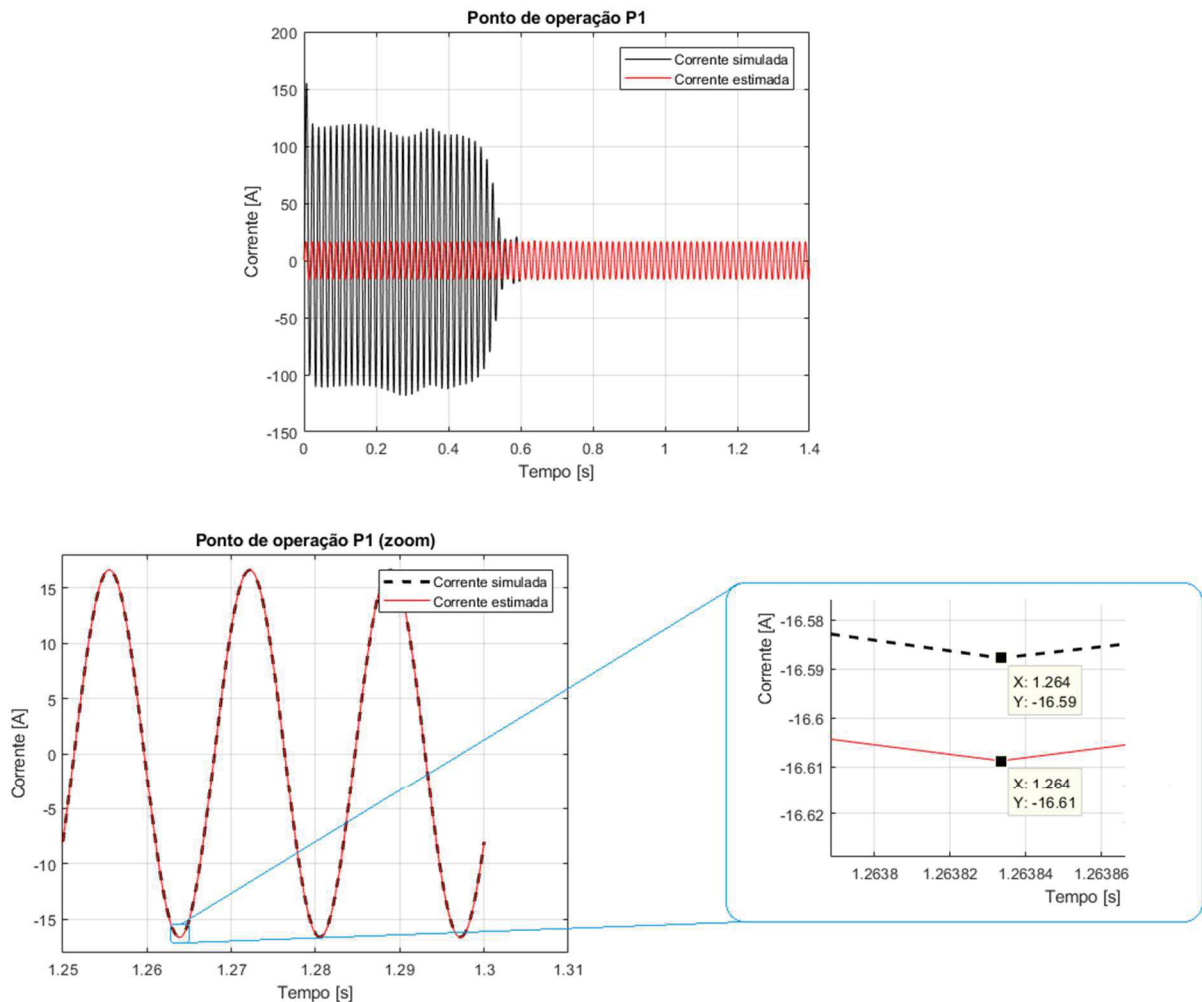 Ponto de operação P1
200
150
100
50
0
-50
-100
-150
Corrente [A]
Corrente simulada
Corrente estimada
0 0.2 0.4 0.6 0.8 1 1.2 1.4
Tempo [s]
Ponto de operação P1 (zoom)
15
10
5
0
-5
-10
-15
Corrente [A]
Corrente simulada
Corrente estimada
1.25 1.26 1.27 1.28 1.29 1.3 1.31
Tempo [s]
Corrente [A]
-16.58
-16.59
-16.6
-16.61
-16.62
X: 1.264
Y: -16.59
X: 1.264
Y: -16.61
1.2638 1.26382 1.26384 1.26386
Tempo [s]